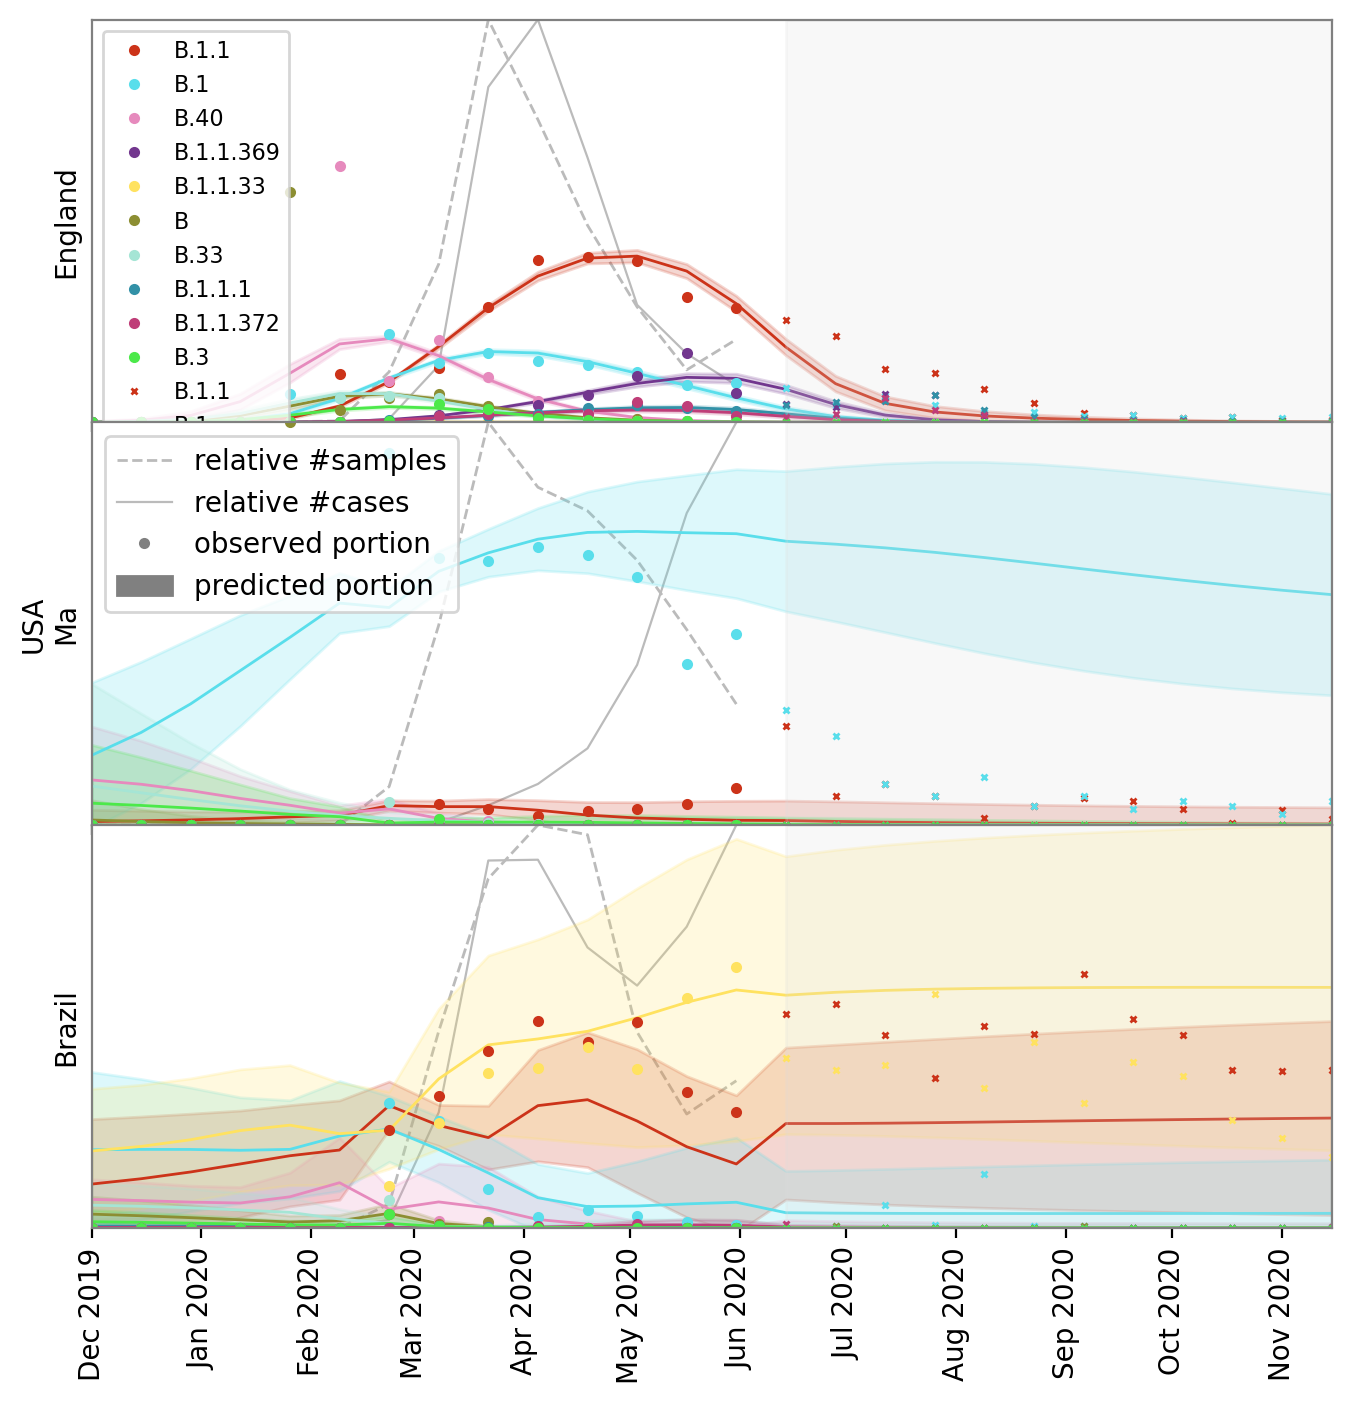 England
B.1.1
B.1
B.40
B.1.1.369
B.1.1.33
B
B.33
B.1.1.1
B.1.1.372
B.3
B.1.1
USA
Ma
relative #samples
relative #cases
observed portion
predicted portion
Brazil
Dec 2019
Jan 2020
Feb 2020
Mar 2020
Apr 2020
May 2020
Jun 2020
Jul 2020
Aug 2020
Sep 2020
Oct 2020
Nov 2020